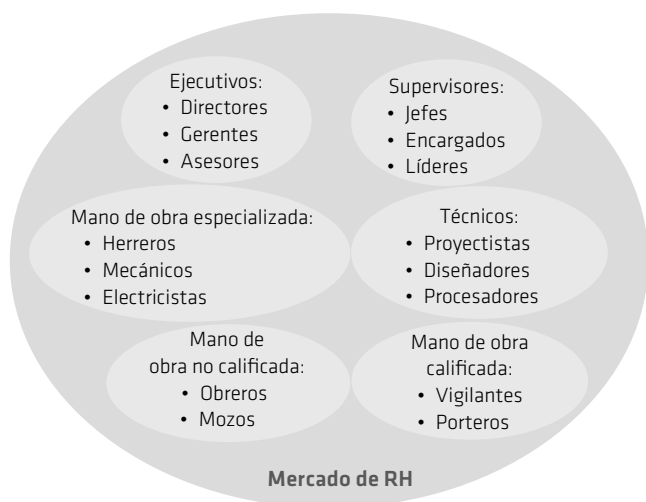 Ejecutivos:
• Directores
• Gerentes
• Asesores
Supervisores:
• Jefes
• Encargados
• Líderes
Mano de obra especializada:
• Herreros
• Mecánicos
• Electricistas
Técnicos:
• Proyectistas
• Diseñadores
• Procesadores
Mano de
obra no calificada:
• Obreros
• Mozos
Mano de obra
calificada:
• Vigilantes
• Porteros
Mercado de RH